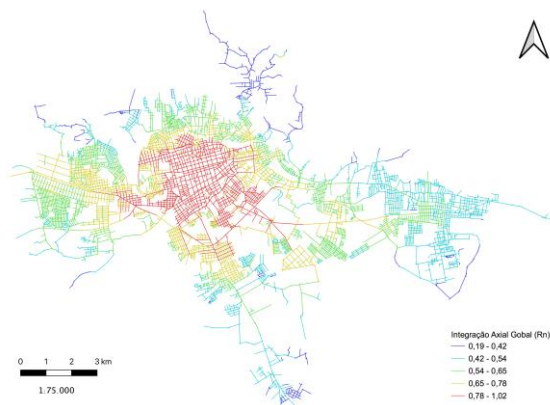 Integração Axial Gobal (Rn)
0,19 - 0,42
0,42 - 0,54
0,54 - 0,65
0,65 - 0,78
0,78 - 1,02
0 1 2 3 km
1:75.000